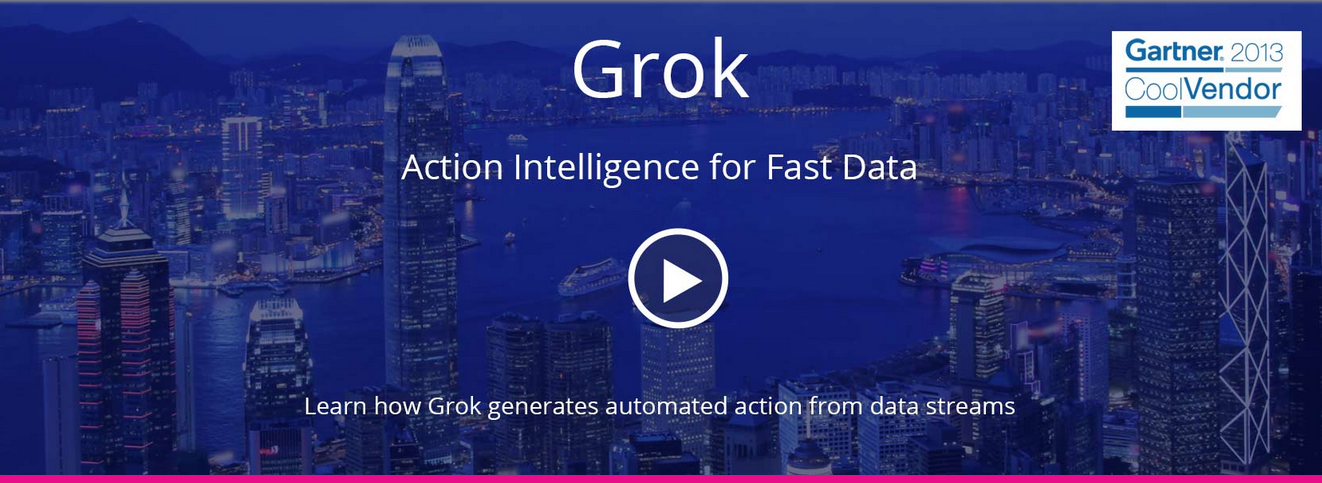 Grok
Gartner. 2013
CoolVendor
Action Intelligence for Fast Data
Learn how Grok generates automated action from data streams